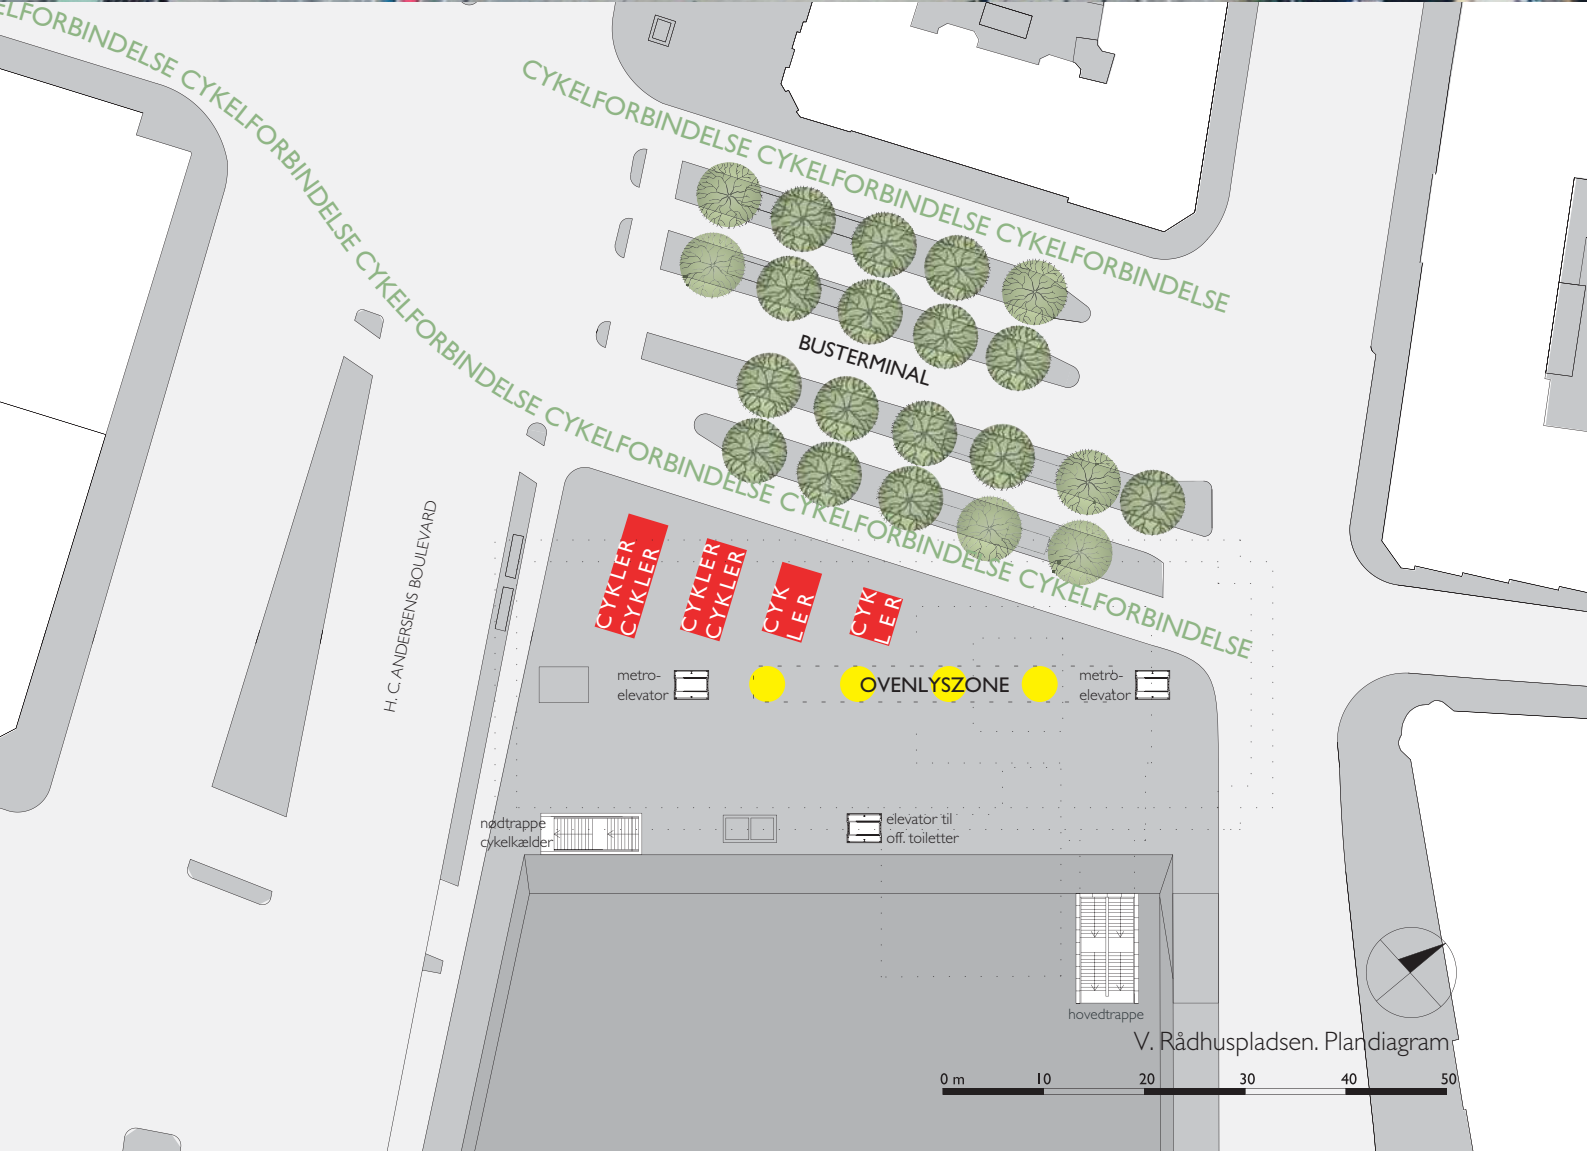 ELFORBINDELSE CYKELFORBINDELSE CYKELFORBINDELSE CYKELFORBINDELSE CYKELFORBINDELSE CYKELFORBINDELSE
CYKELFORBINDELSE CYKELFORBINDELSE CYKELFORBINDELSE
BUSTERMINAL
H. C. ANDERSENS BOULEVARD
CYKLER
CYKLER
CYKLER
CYKLER
CYK
LER
CYK
LER
metro-
elevator
OVENLYSZONE
metro-
elevator
nødtrappe
cykelkælder
elevator til
off. toiletter
hovedtrappe
V. Rådhuspladsen. Plandiagram
0 m 10 20 30 40 50